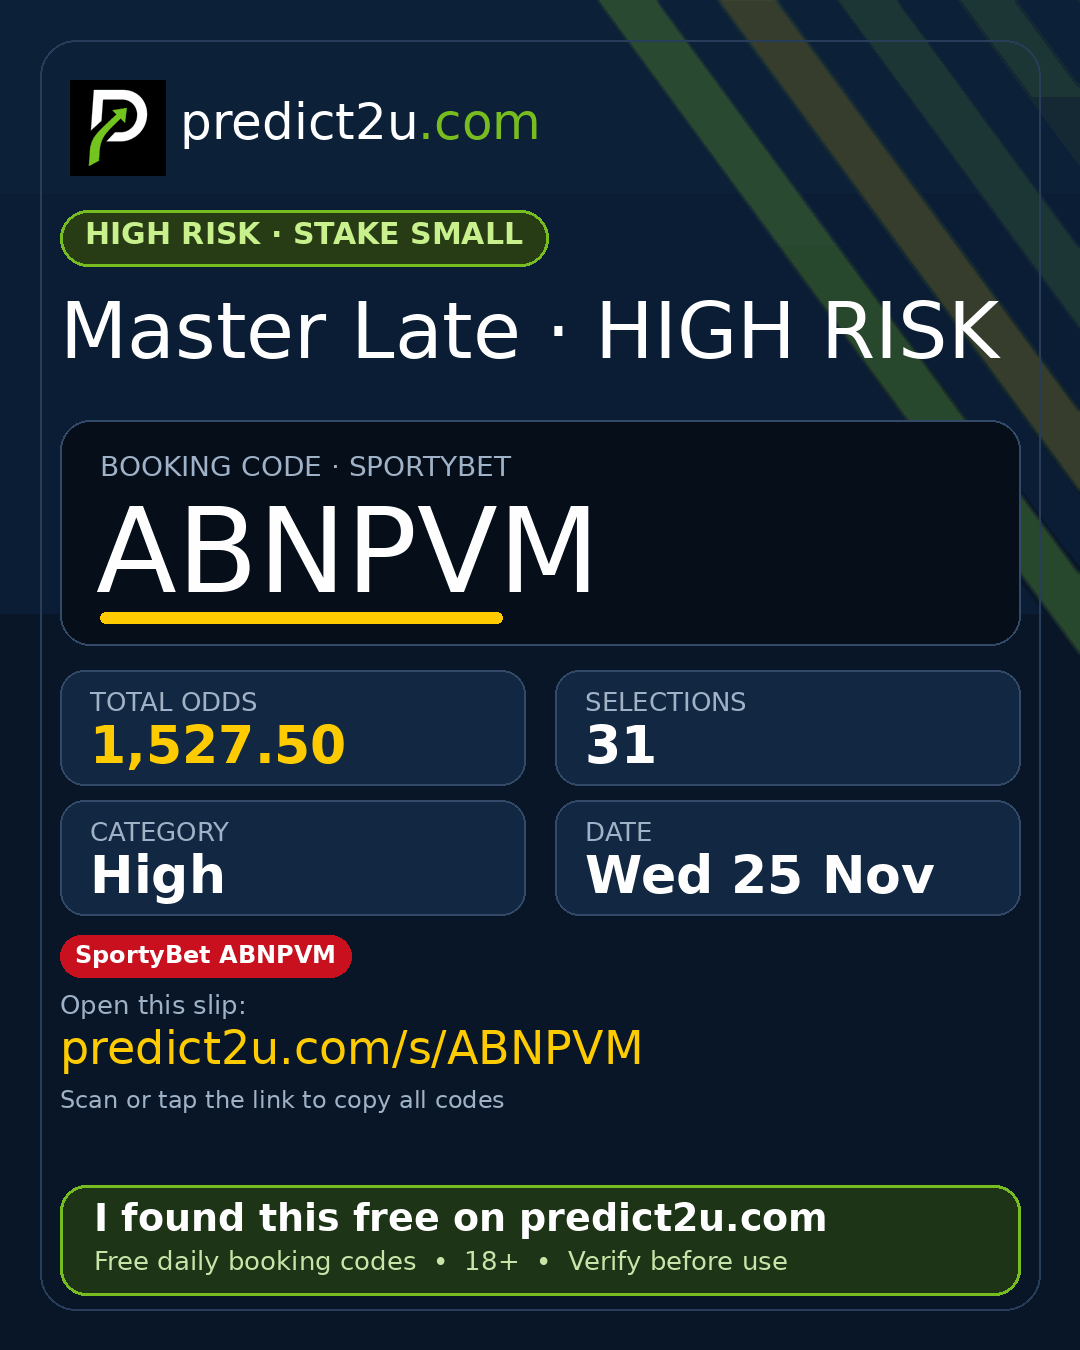 predict2u.com
HIGH RISK · STAKE SMALL
Master Late · HIGH RISK
BOOKING CODE · SPORTYBET
ABNPVM
TOTAL ODDS
1,527.50
SELECTIONS
31
CATEGORY
High
DATE
Wed 25 Nov
SportyBet ABNPVM
Open this slip:
predict2u.com/s/ABNPVM
Scan or tap the link to copy all codes
I found this free on predict2u.com
Free daily booking codes • 18+ • Verify before use